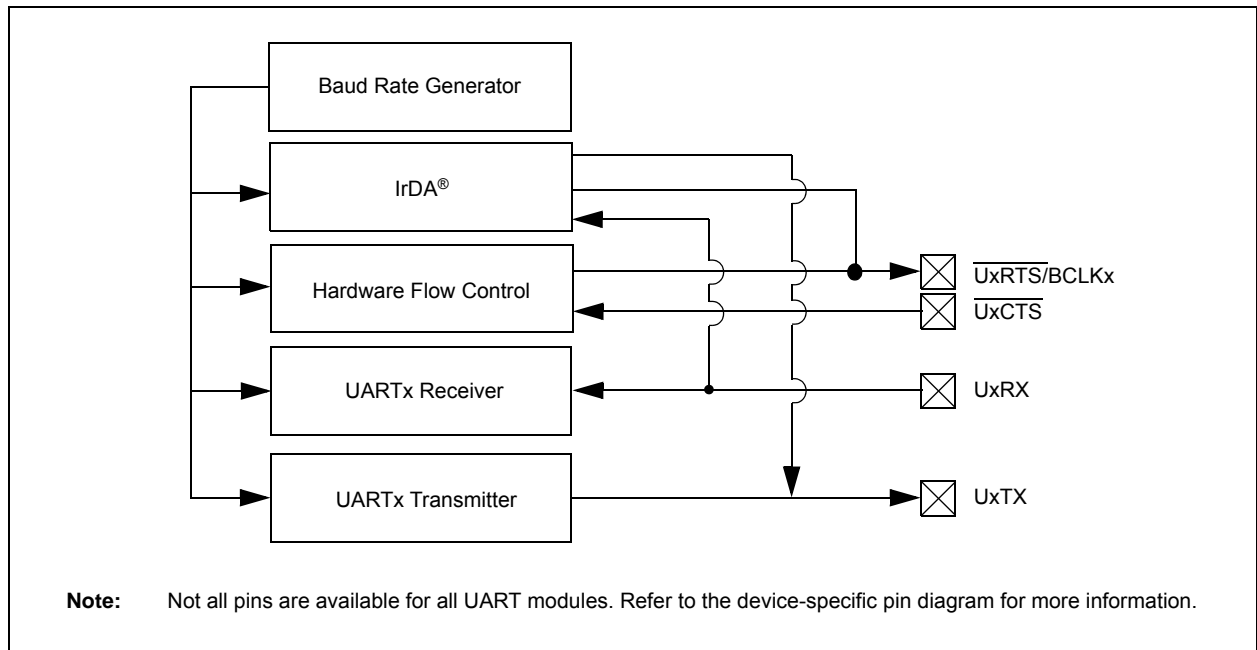 Baud Rate Generator
IrDA®
Hardware Flow Control
UxRTS/BCLKx
UxCTS
UARTx Receiver
UxRX
UARTx Transmitter
UxTX
Note: Not all pins are available for all UART modules. Refer to the device-specific pin diagram for more information.